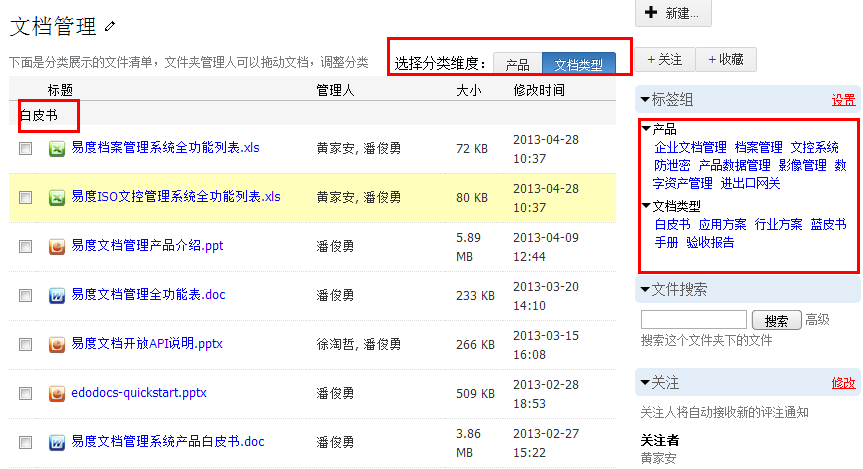 文档管理
下面是分类展示的文件清单，文件夹管理人可以拖动文档，调整分类
选择分类维度： 产品 文档类型
标题 管理人 大小 修改时间
白皮书
易度档案管理系统全功能列表.xls 黄家安, 潘俊勇 72 KB 2013-04-28
10:37
易度ISO文控管理系统全功能列表.xls 黄家安, 潘俊勇 80 KB 2013-04-28
10:37
易度文档管理产品介绍.ppt 潘俊勇 5.89
MB 2013-04-09
12:44
易度文档管理全功能表.doc 潘俊勇 233 KB 2013-03-20
14:10
易度文档开放API说明.pptx 徐淘哲, 潘俊勇 266 KB 2013-03-15
16:08
edodocs-quickstart.pptx 潘俊勇 509 KB 2013-02-28
18:53
易度文档管理系统产品白皮书.doc 潘俊勇 3.86
MB 2013-02-27
15:22
新建...
+关注 +收藏
标签组 设置
产品
企业文档管理 档案管理 文控系统
防泄密 产品数据管理 影像管理 数
字资产管理 进出口网关
文档类型
白皮书 应用方案 行业方案 蓝皮书
手册 验收报告
文件搜索
搜索 高级
搜索这个文件夹下的文件
关注 修改
关注人将自动接收新的评注通知
关注者
黄家安